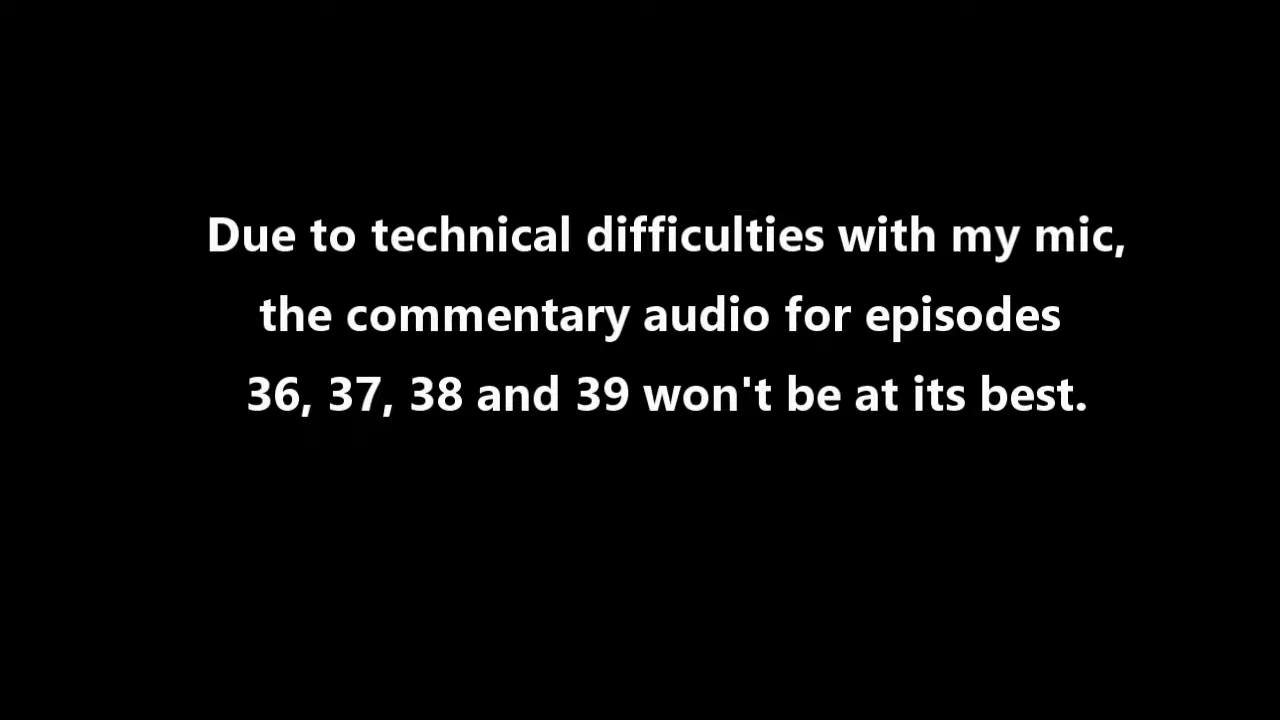 Due to technical difficulties with my mic,
the commentary audio for episodes
36, 37, 38 and 39 won't be at its best.